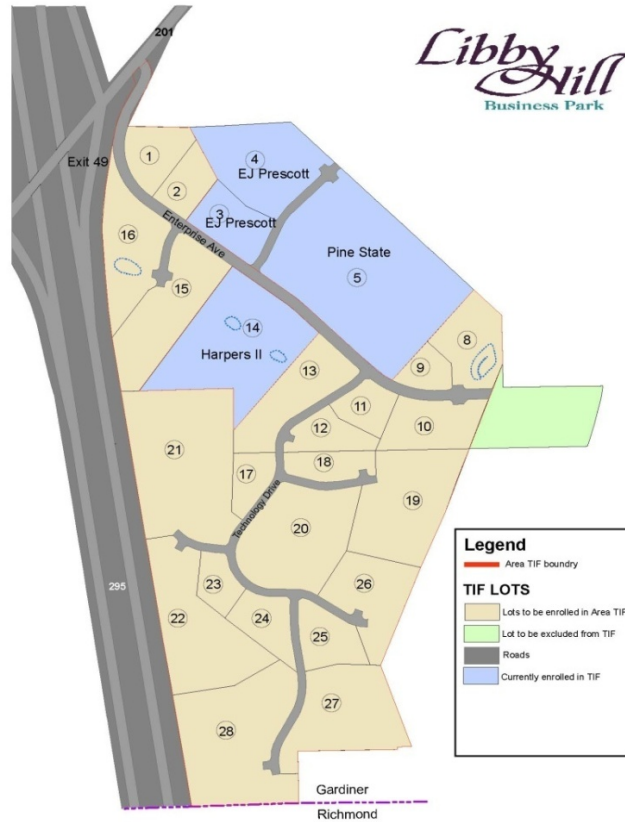 201
Libby Hill
Business Park
Exit 49
1
2
4
EJ Prescott
3
EJ Prescott
Enterprise Ave
16
15
Pine State
5
14
Harpers II
8
9
13
11
12
10
21
17
18
19
Technology Drive
20
295
22
23
24
26
25
27
28
Legend
Area TIF boundry
TIF LOTS
Lots to be enrolled in Area TIF
Lot to be excluded from TIF
Roads
Currently enrolled in TIF
Gardiner
Richmond